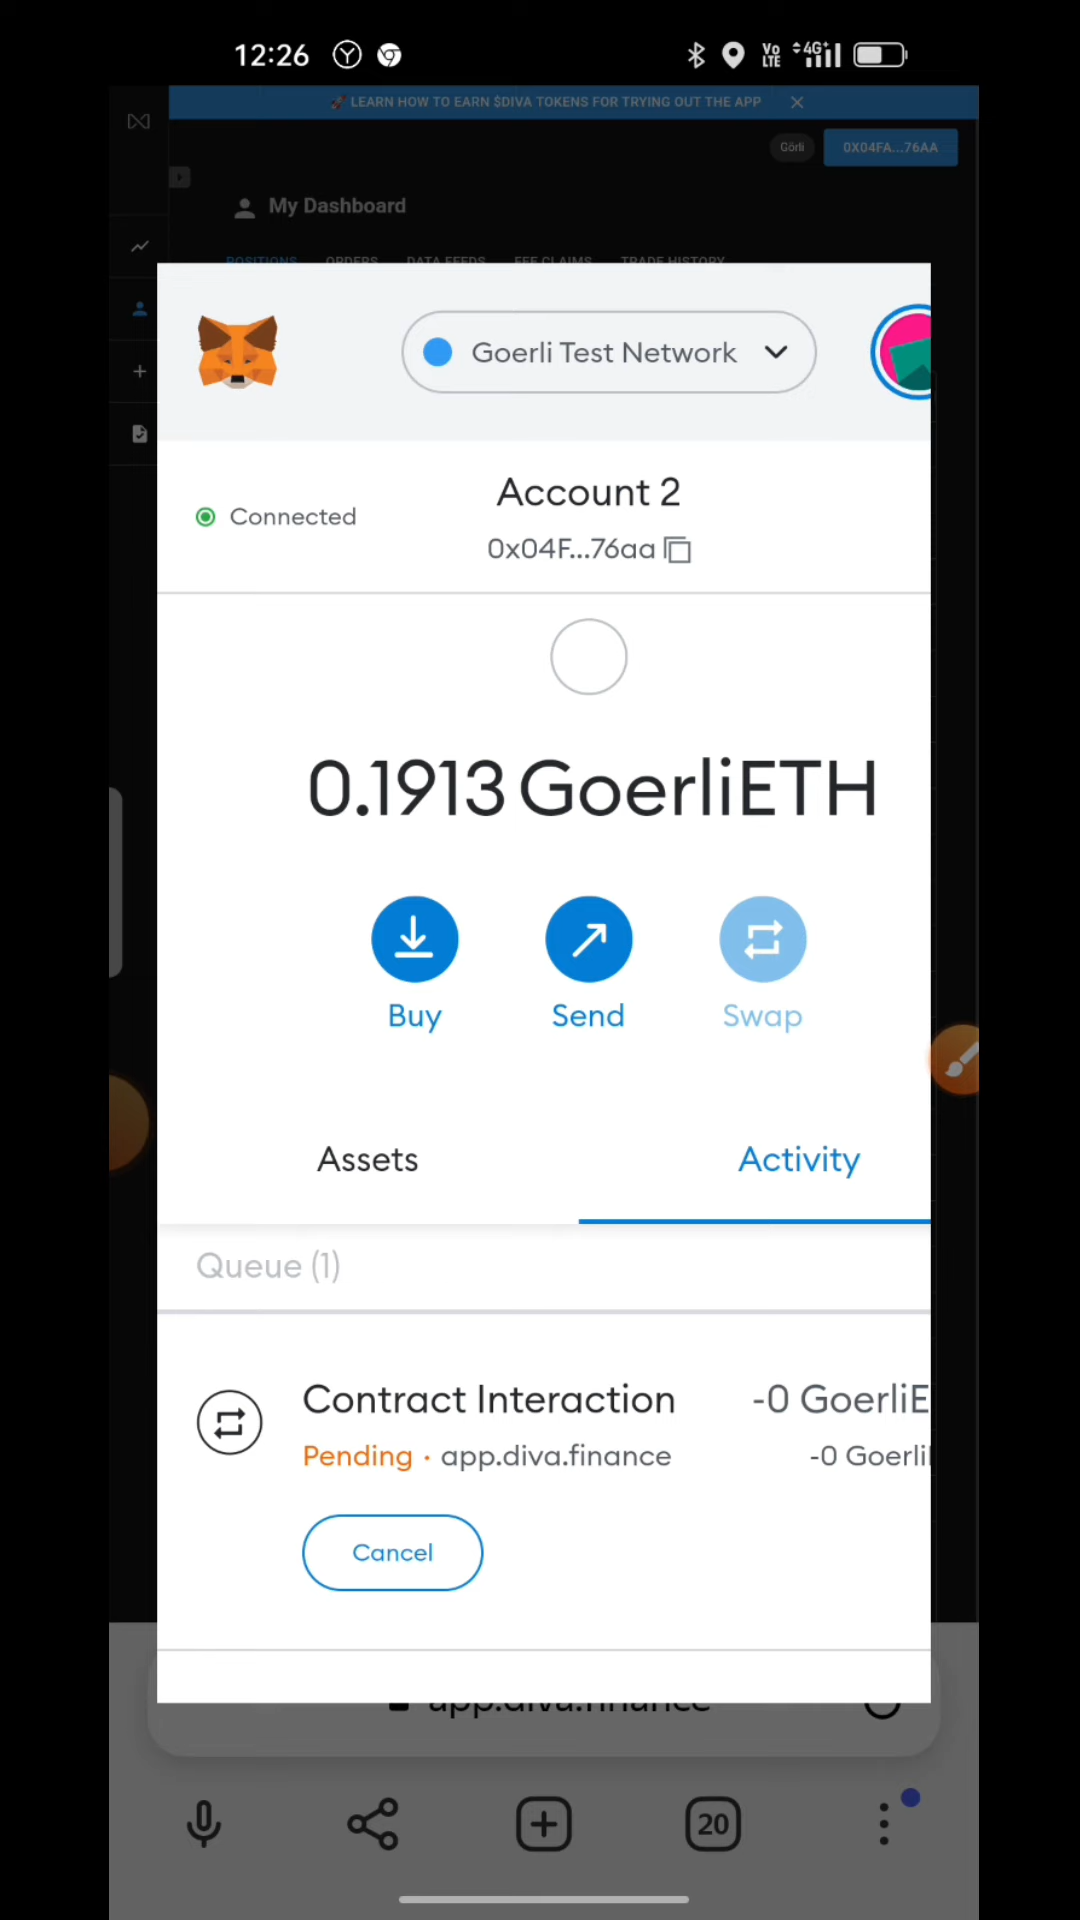 12:26
Vo LTE 4G+
LEARN HOW TO EARN $DIVA TOKENS FOR TRYING OUT THE APP
Görli
0X04FA...76AA
My Dashboard
POSITIONS ORDERS DATA FEEDS FEE CLAIMS TRADE HISTORY
Goerli Test Network
Account 2
Connected
0x04F...76aa
0.1913 GoerliETH
Buy Send Swap
Assets Activity
Queue (1)
Contract Interaction -0 GoerliE
Pending · app.diva.finance -0 Goerli
Cancel
app.diva.finance
20